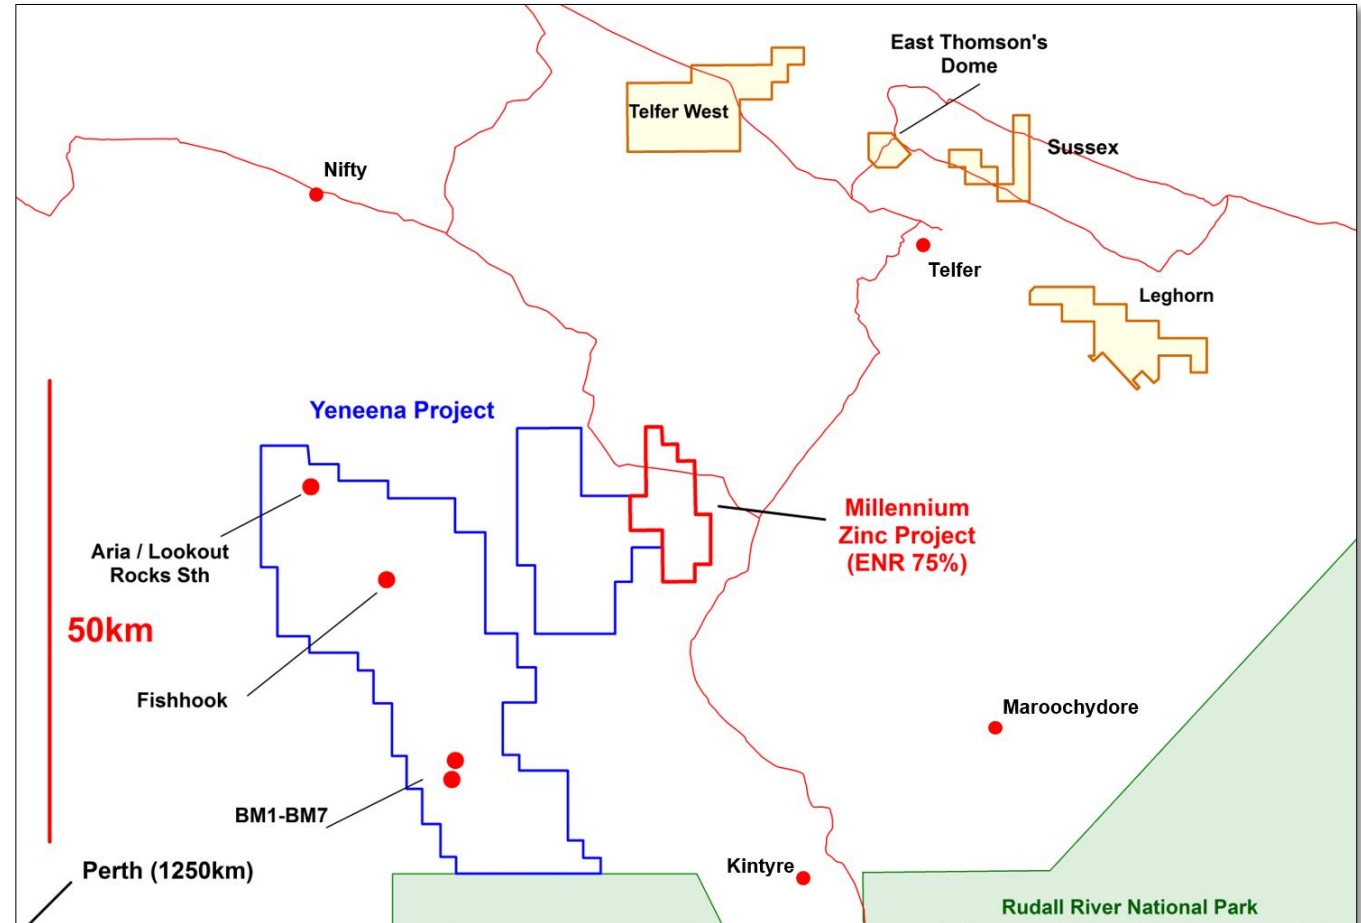 East Thomson's
Dome
Telfer West
Sussex
Nifty
Telfer
Leghorn
Yeneena Project
Millennium
Zinc Project
(ENR 75%)
Aria / Lookout
Rocks Sth
50km
Fishhook
Maroochydore
BM1-BM7
Perth (1250km)
Kintyre
Rudall River National Park